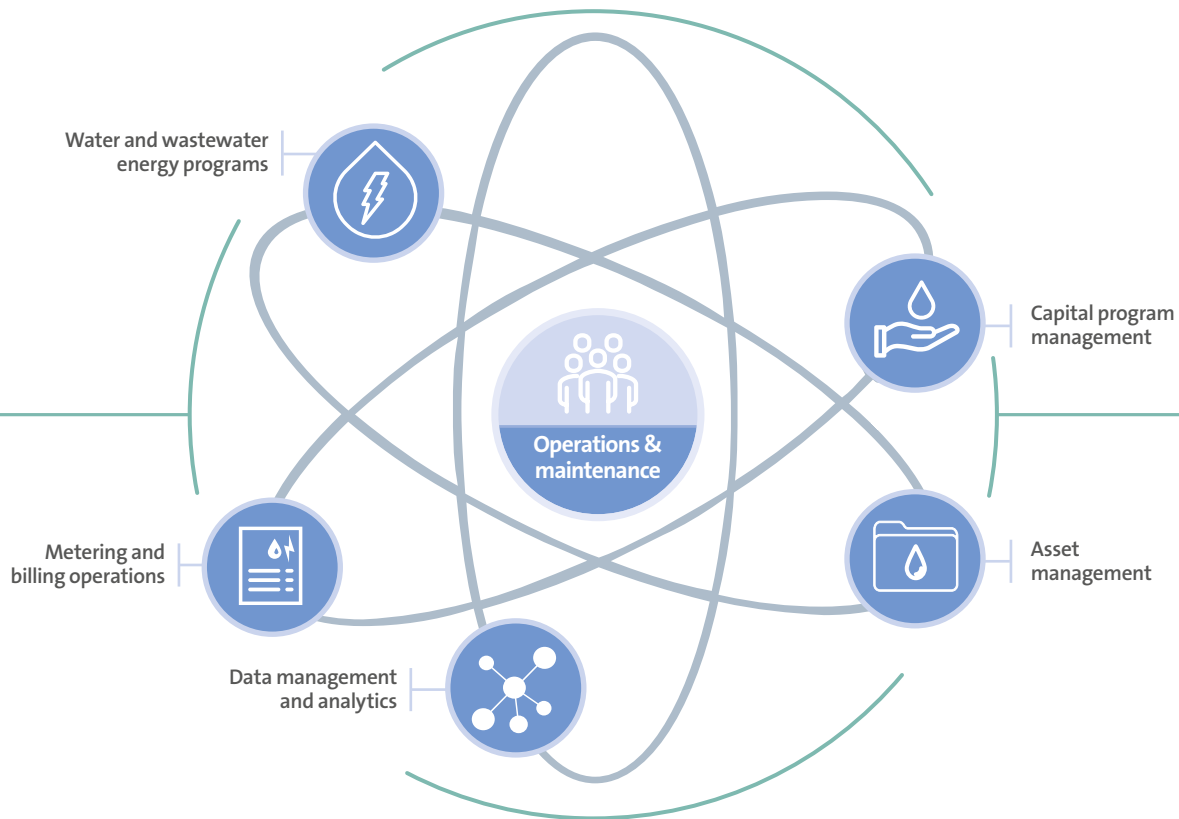 Water and wastewater
energy programs
Capital program
management
Operations &
maintenance
Metering and
billing operations
Asset
management
Data management
and analytics